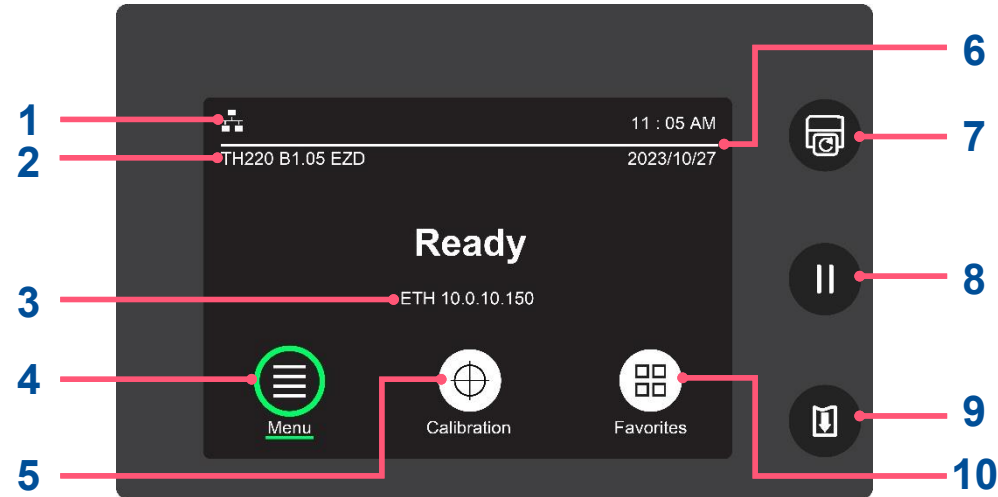 1
11 : 05 AM
6
2
TH220 B1.05 EZD
2023/10/27
7
Ready
3
ETH 10.0.10.150
8
4
Menu
Calibration
Favorites
9
5
10